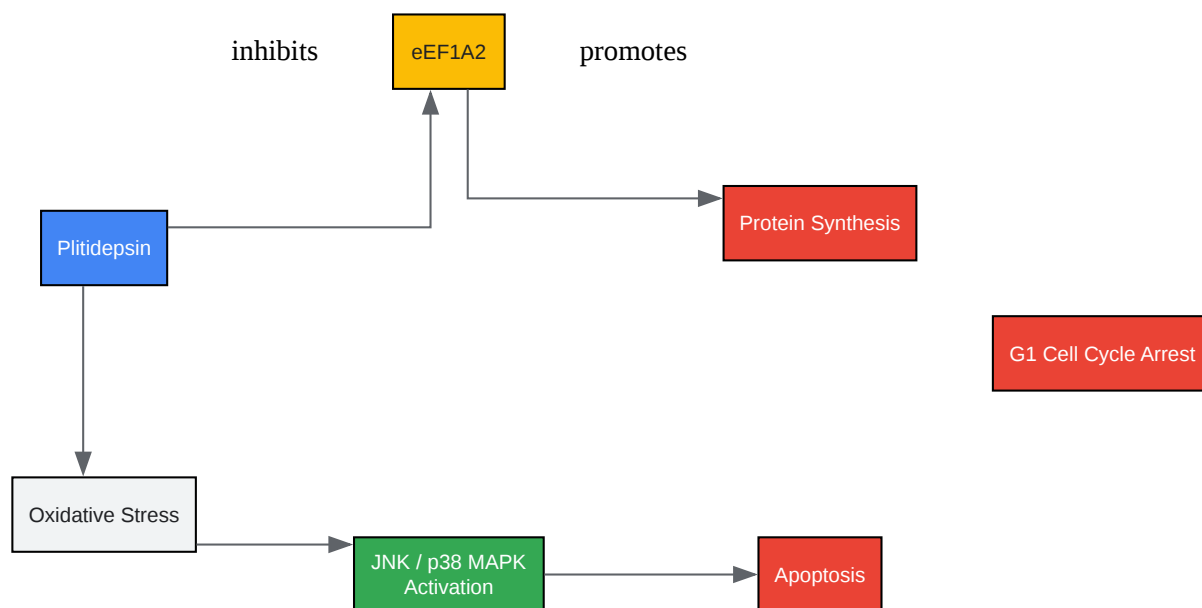 inhibits
eEF1A2
promotes
Protein Synthesis
Plitidepsin
G1 Cell Cycle Arrest
Oxidative Stress
JNK / p38 MAPK
Activation
Apoptosis